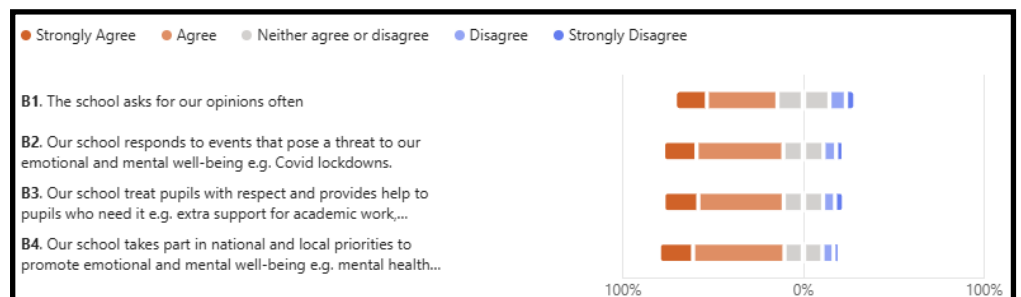 Strongly Agree Agree Neither agree or disagree Disagree Strongly Disagree
B1. The school asks for our opinions often
B2. Our school responds to events that pose a threat to our
emotional and mental well-being e.g. Covid lockdowns.
B3. Our school treat pupils with respect and provides help to
pupils who need it e.g. extra support for academic work,...
B4. Our school takes part in national and local priorities to
promote emotional and mental well-being e.g. mental health...
100% 0% 100%